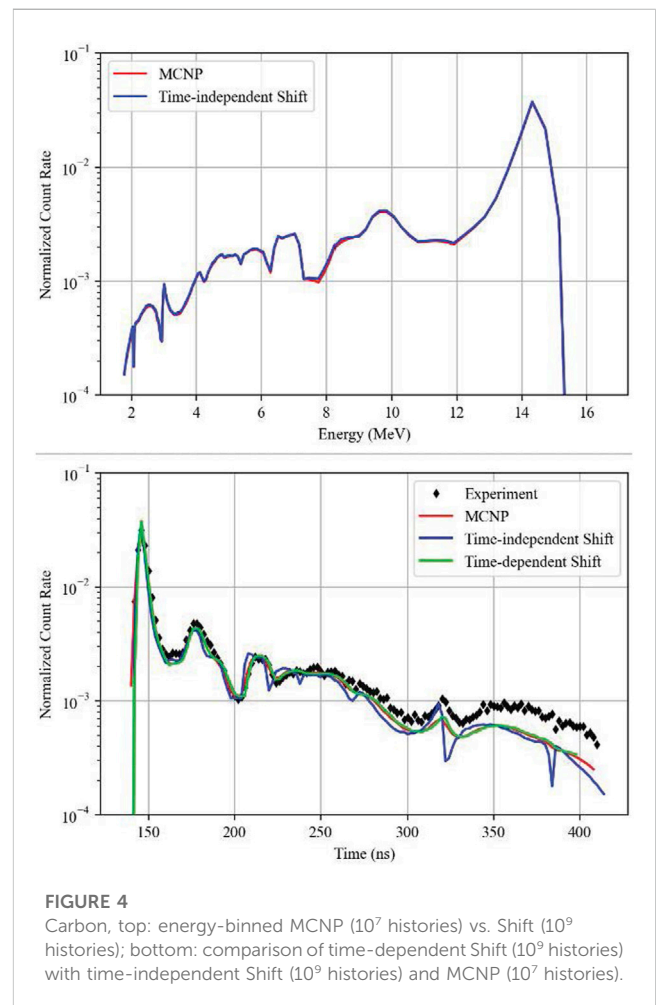 10⁻¹
10⁻²
10⁻³
10⁻⁴
Normalized Count Rate
MCNP
Time-independent Shift
2 4 6 8 10 12 14 16
Energy (MeV)
10⁻¹
10⁻²
10⁻³
10⁻⁴
Normalized Count Rate
Experiment
MCNP
Time-independent Shift
Time-dependent Shift
150 200 250 300 350 400
Time (ns)
FIGURE 4
Carbon, top: energy-binned MCNP (10⁷ histories) vs. Shift (10⁹
histories); bottom: comparison of time-dependent Shift (10⁹ histories)
with time-independent Shift (10⁹ histories) and MCNP (10⁷ histories).